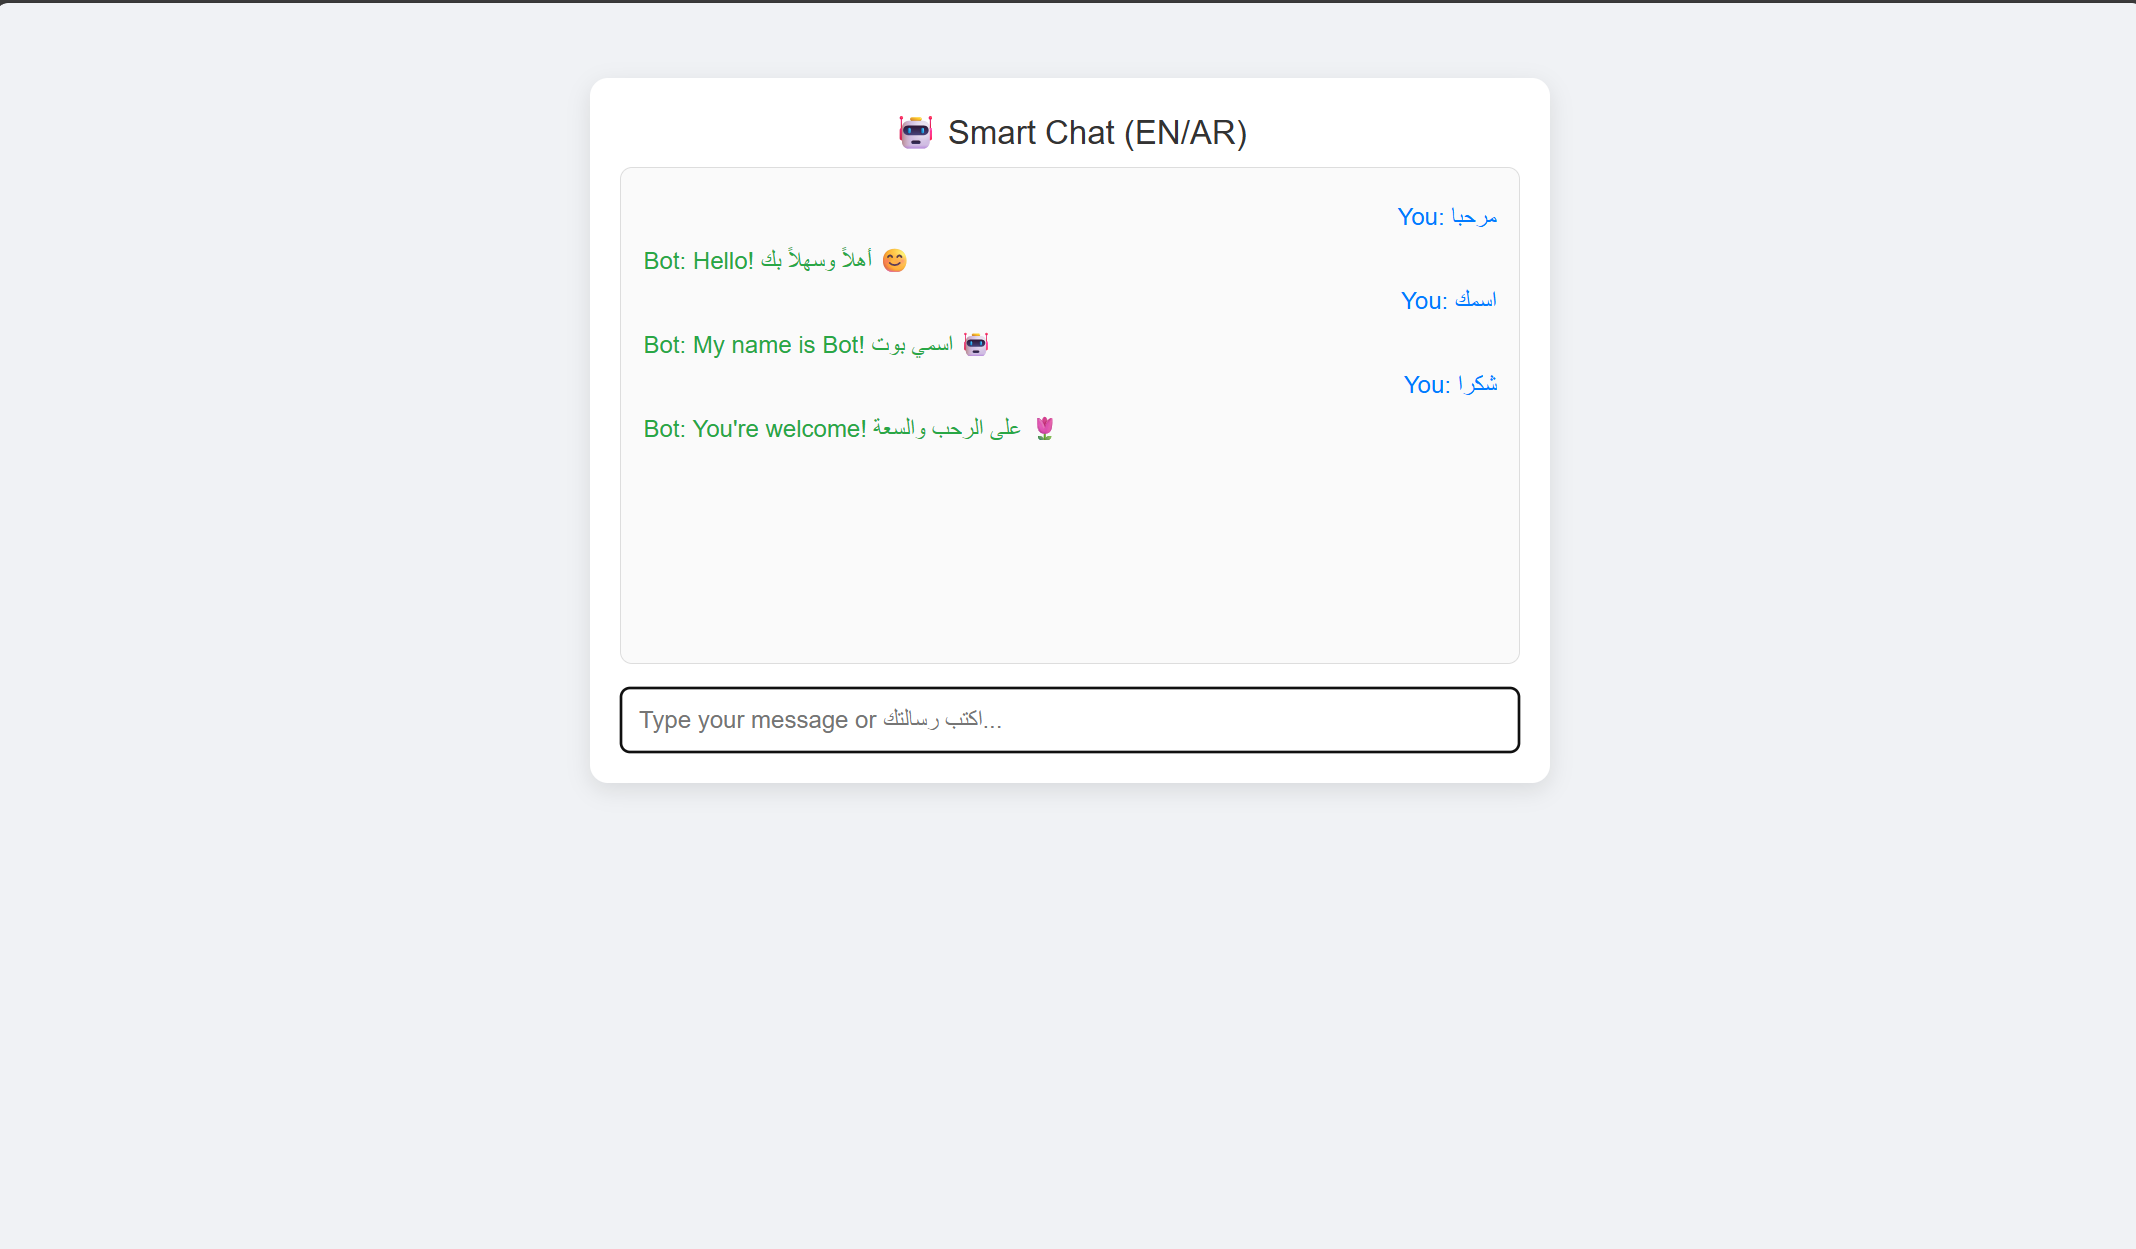 🤖 Smart Chat (EN/AR)
You: مرحبا
Bot: Hello! أهلاً وسهلاً بك 😊
You: اسمك
Bot: My name is Bot! اسمي بوت 🤖
You: شكرا
Bot: You're welcome! على الرحب والسعة 🌷
Type your message or اكتب رسالتك...